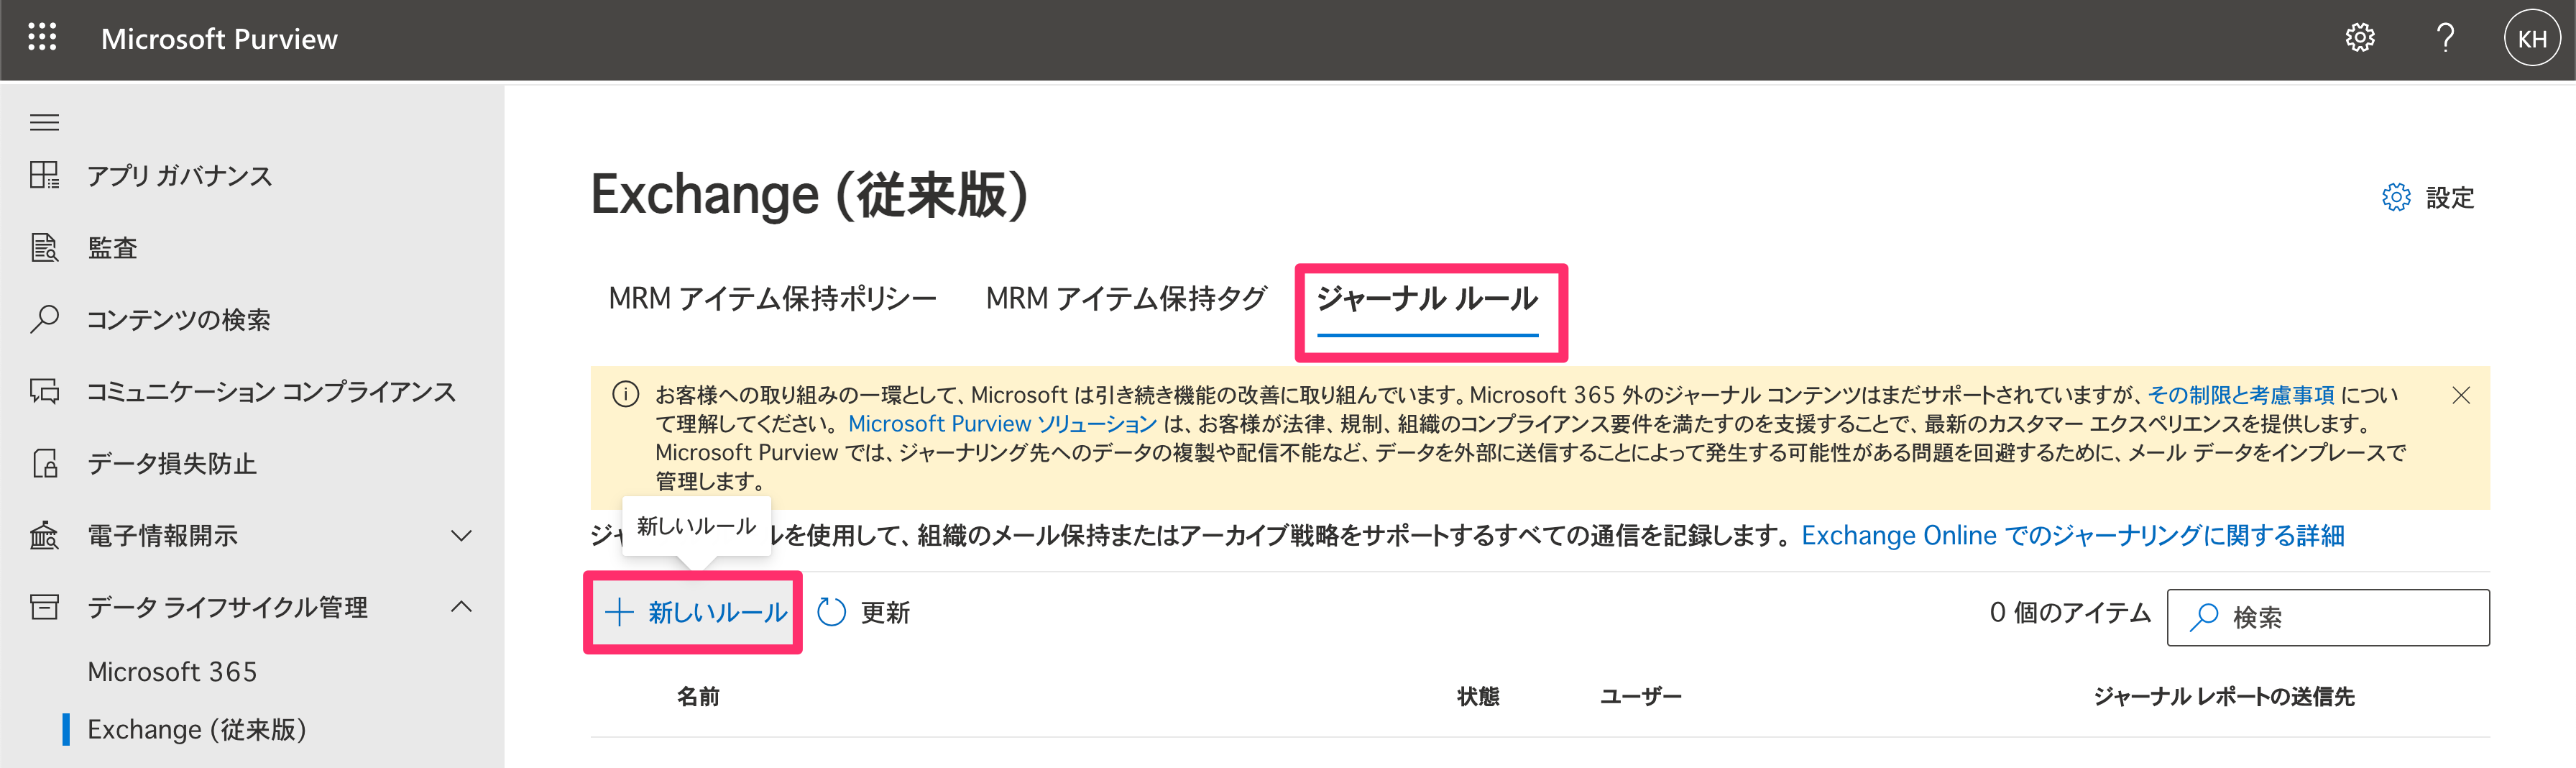 Microsoft Purview
KH
アプリ ガバナンス
監査
コンテンツの検索
コミュニケーション コンプライアンス
データ損失防止
電子情報開示
データ ライフサイクル管理
Microsoft 365
Exchange (従来版)
Exchange (従来版)
設定
MRM アイテム保持ポリシー
MRM アイテム保持タグ
ジャーナル ルール
お客様への取り組みの一環として、Microsoft は引き続き機能の改善に取り組んでいます。Microsoft 365 外のジャーナル コンテンツはまだサポートされていますが、その制限と考慮事項 につい
て理解してください。 Microsoft Purview ソリューション は、お客様が法律、規制、組織のコンプライアンス要件を満たすのを支援することで、最新のカスタマー エクスペリエンスを提供します。
Microsoft Purview では、ジャーナリング先へのデータの複製や配信不能など、データを外部に送信することによって発生する可能性がある問題を回避するために、メール データをインプレースで
管理します。
新しいルール
ジャ ルを使用して、組織のメール保持またはアーカイブ戦略をサポートするすべての通信を記録します。 Exchange Online でのジャーナリングに関する詳細
新しいルール
更新
0 個のアイテム
検索
名前
状態
ユーザー
ジャーナル レポートの送信先